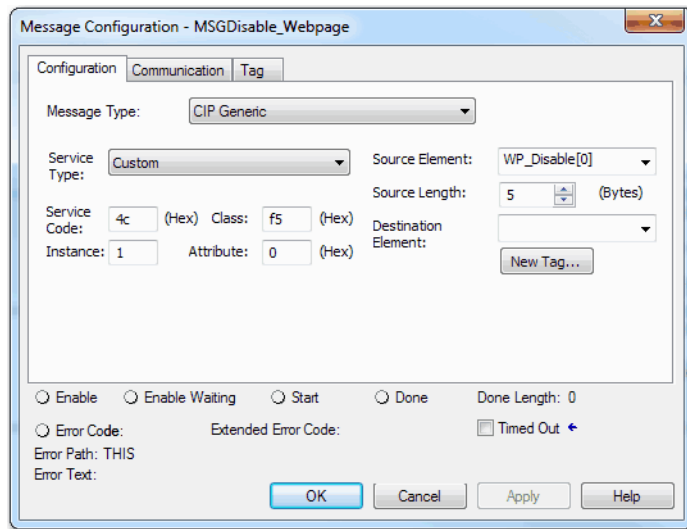 Message Configuration - MSGDisable_Webpage
Configuration Communication Tag
Message Type: CIP Generic
Service Type: Custom
Source Element: WP_Disable[0]
Source Length: 5 (Bytes)
Service Code: 4c (Hex) Class: f5 (Hex)
Destination Element:
Instance: 1 Attribute: 0 (Hex)
New Tag...
Enable Enable Waiting Start Done Done Length: 0
Error Code: Extended Error Code: Timed Out
Error Path: THIS
Error Text:
OK Cancel Apply Help